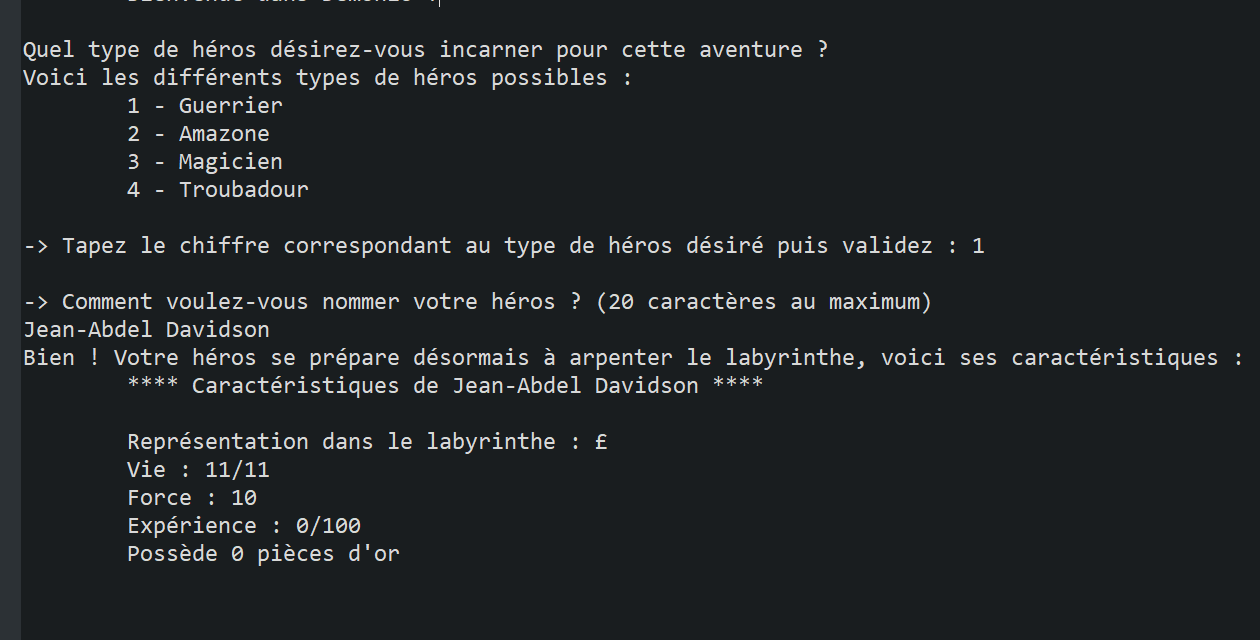 Quel type de héros désirez-vous incarner pour cette aventure ?
Voici les différents types de héros possibles :
1 - Guerrier
2 - Amazone
3 - Magicien
4 - Troubadour
-> Tapez le chiffre correspondant au type de héros désiré puis validez : 1
-> Comment voulez-vous nommer votre héros ? (20 caractères au maximum)
Jean-Abdel Davidson
Bien ! Votre héros se prépare désormais à arpenter le labyrinthe, voici ses caractéristiques :
**** Caractéristiques de Jean-Abdel Davidson ****
Représentation dans le labyrinthe : £
Vie : 11/11
Force : 10
Expérience : 0/100
Possède 0 pièces d'or